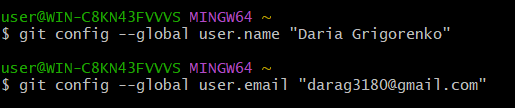 user@WIN-C8KN43FVVVS MINGW64 ~
$ git config --global user.name "Daria Grigorenko"
user@WIN-C8KN43FVVVS MINGW64 ~
$ git config --global user.email "darag3180@gmail.com"